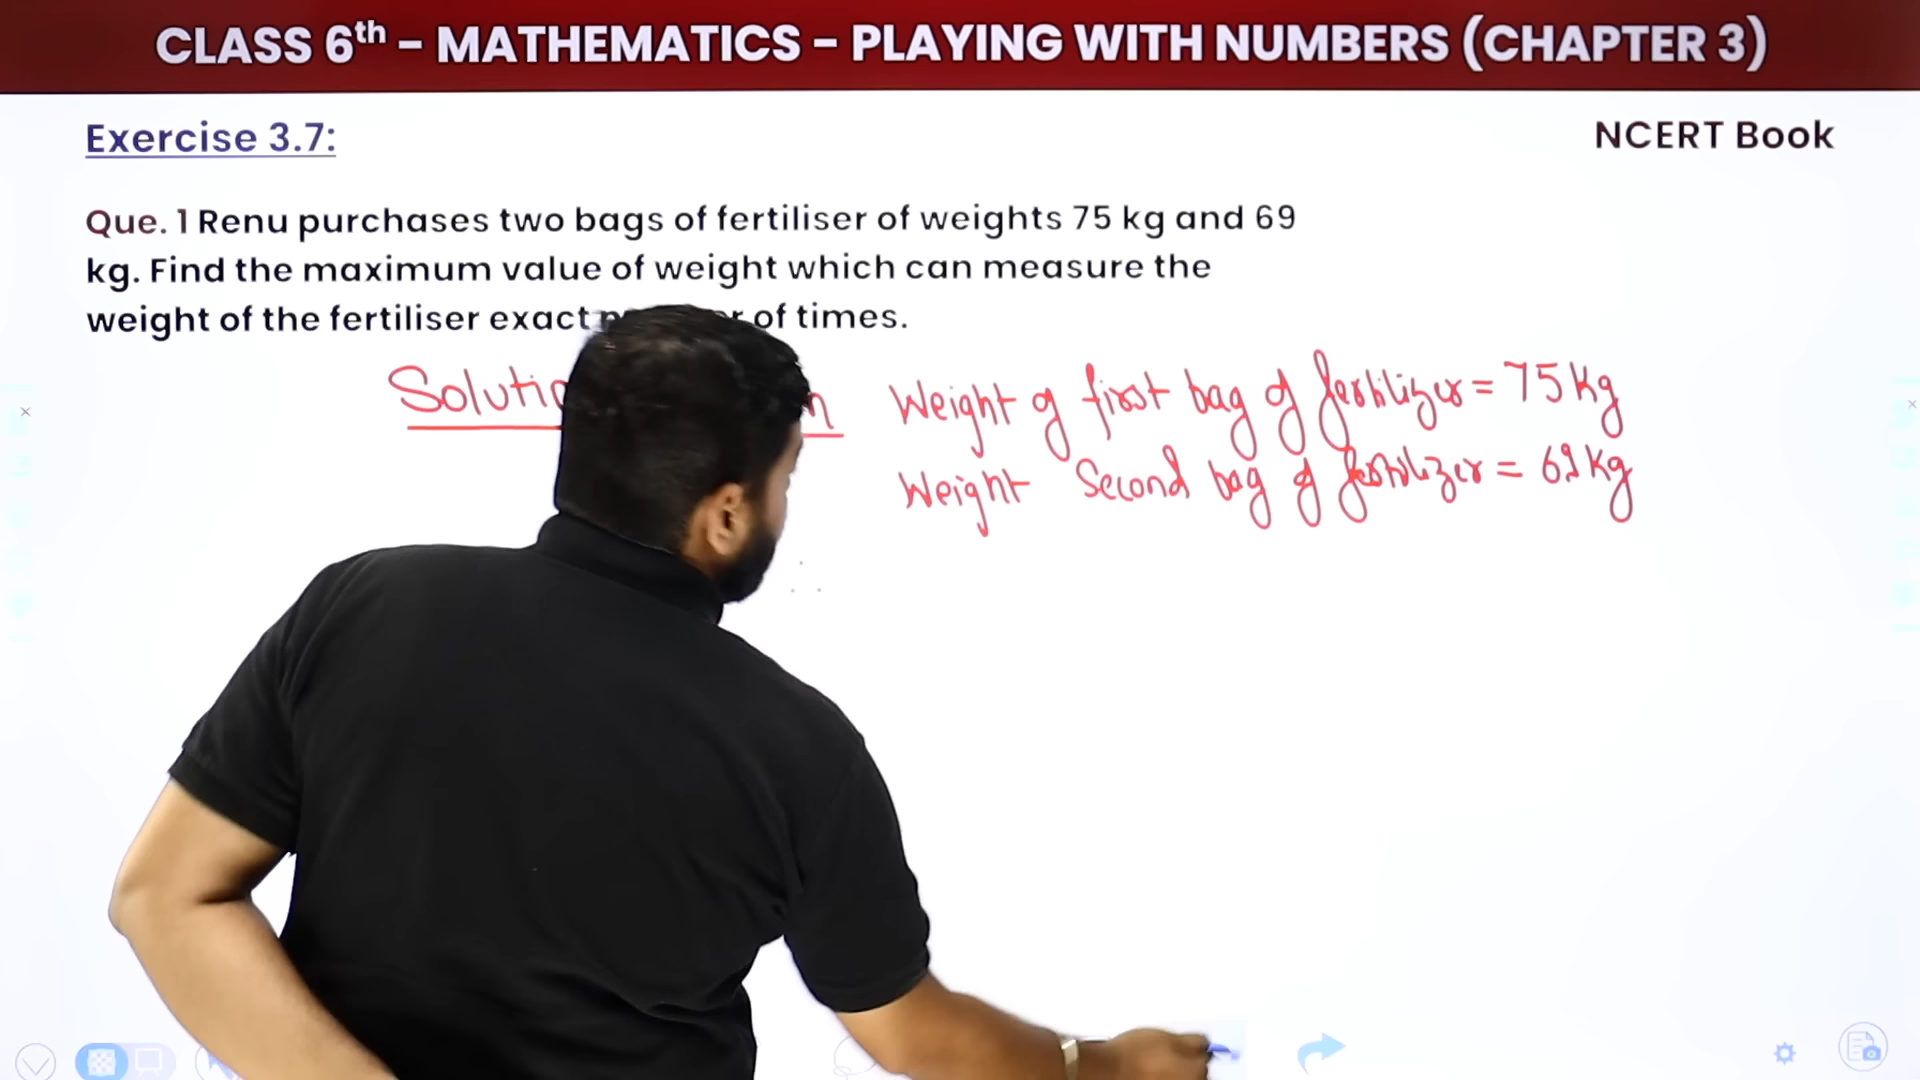 CLASS 6th - MATHEMATICS - PLAYING WITH NUMBERS (CHAPTER 3)
Exercise 3.7:
NCERT Book
Que. 1 Renu purchases two bags of fertiliser of weights 75 kg and 69
kg. Find the maximum value of weight which can measure the
weight of the fertiliser exact of times.
Weight of first bag of fertilizer = 75 kg
Weight Second bag of fertilizer = 69 kg